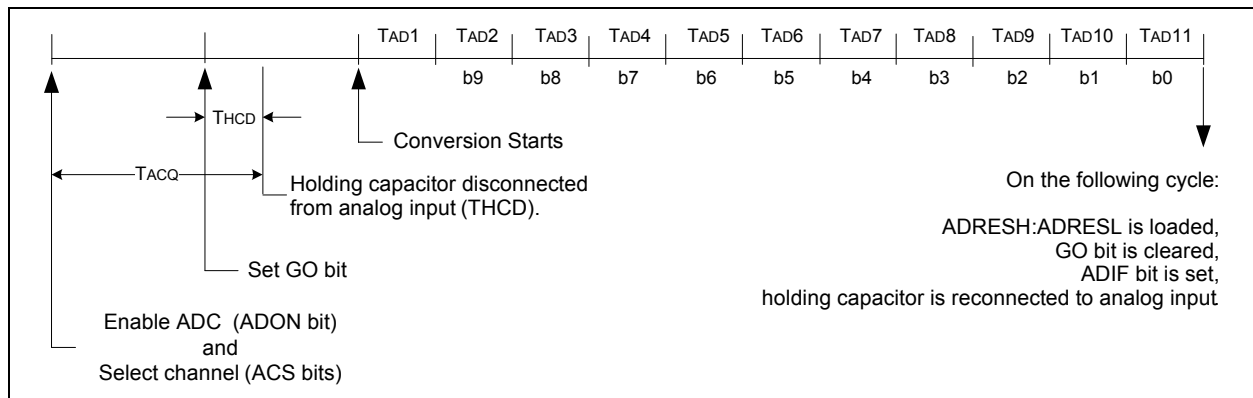 TAD1 TAD2 TAD3 TAD4 TAD5 TAD6 TAD7 TAD8 TAD9 TAD10 TAD11
b9 b8 b7 b6 b5 b4 b3 b2 b1 b0
THCD
Conversion Starts
TACQ
Holding capacitor disconnected
from analog input (THCD).
Set GO bit
Enable ADC (ADON bit)
and
Select channel (ACS bits)
On the following cycle:
ADRESH:ADRESL is loaded,
GO bit is cleared,
ADIF bit is set,
holding capacitor is reconnected to analog input.